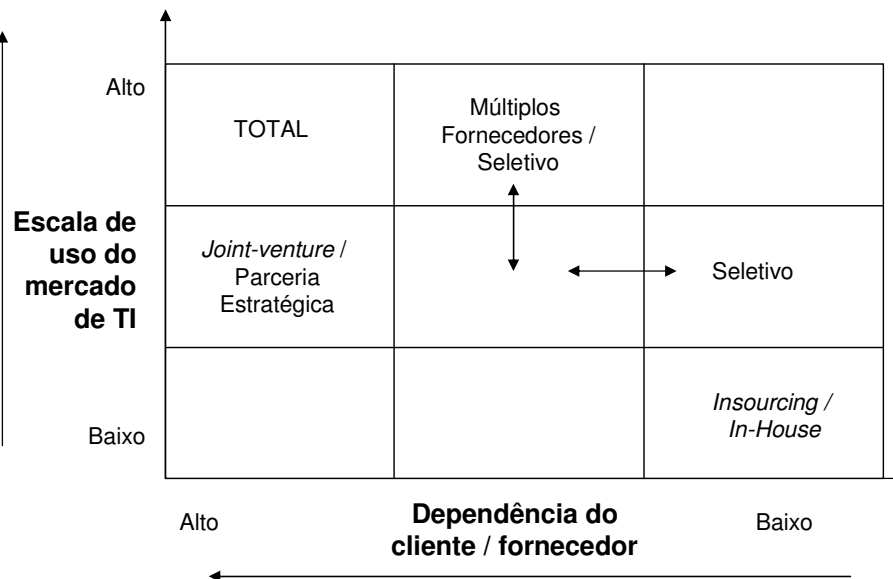 Alto
TOTAL
Múltiplos
Fornecedores /
Seletivo
Escala de
uso do
mercado
de TI
Joint-venture /
Parceria
Estratégica
Seletivo
Insourcing /
In-House
Baixo
Alto
Dependência do
cliente / fornecedor
Baixo